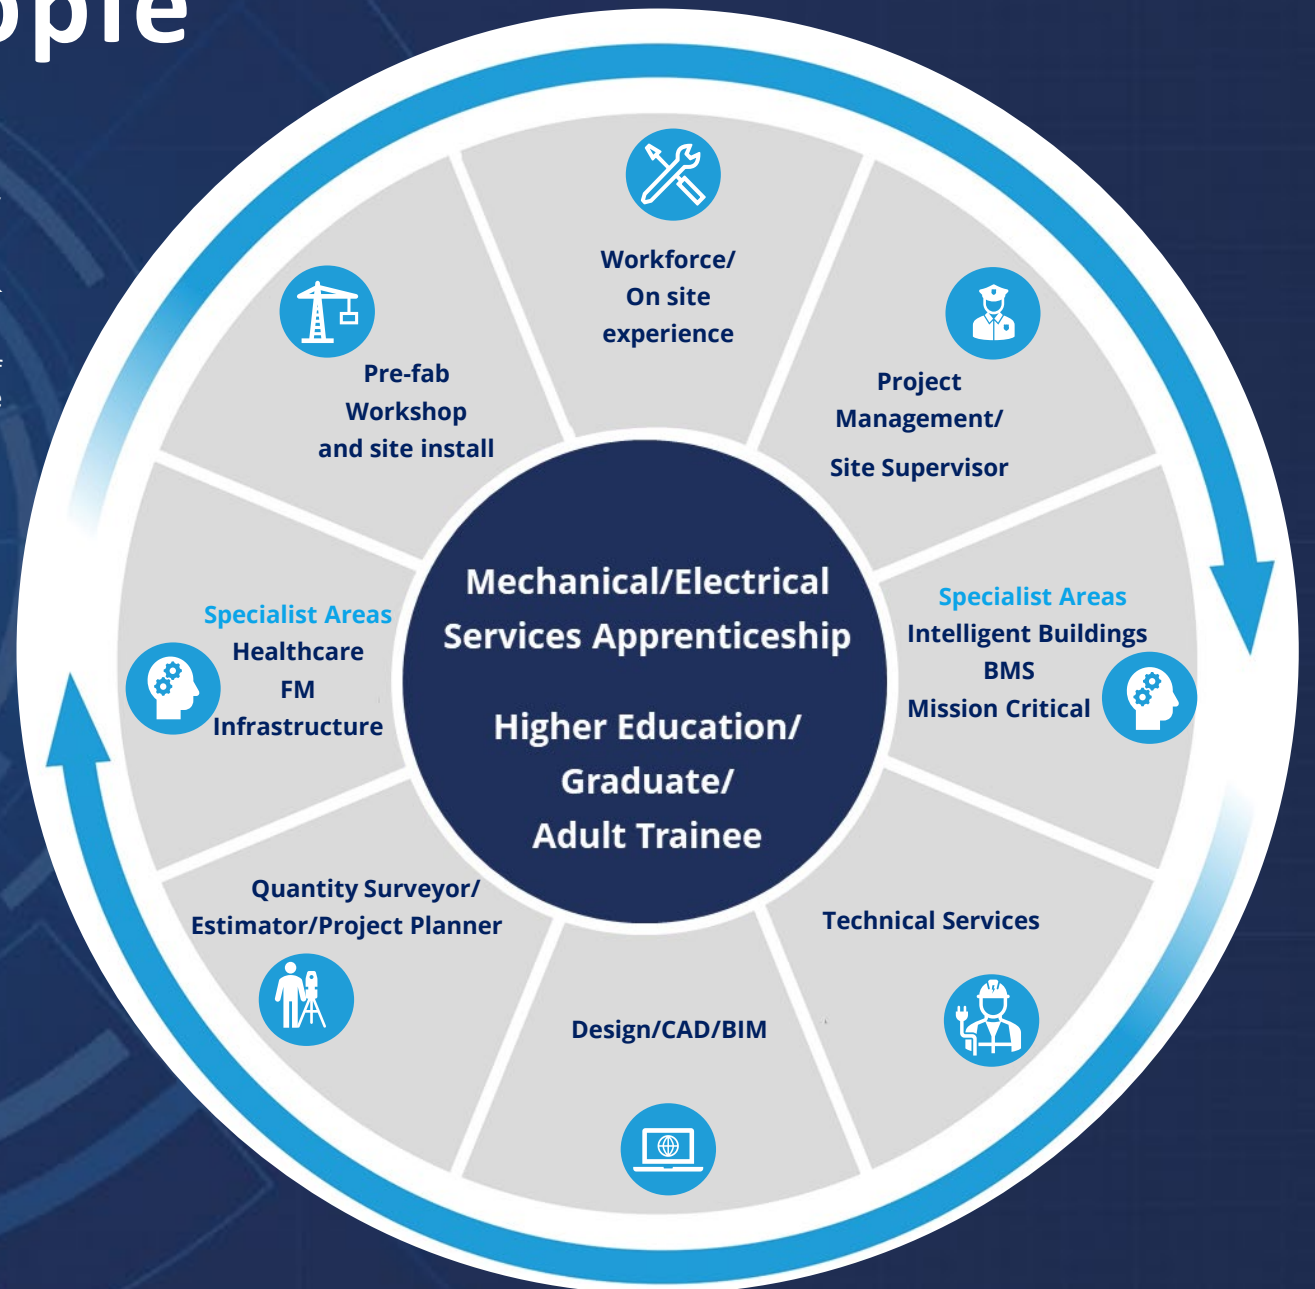 Workforce/
On site
experience
Project
Management/
Site Supervisor
Specialist Areas
Intelligent Buildings
BMS
Mission Critical
Technical Services
Design/CAD/BIM
Quantity Surveyor/
Estimator/Project Planner
Specialist Areas
Healthcare
FM
Infrastructure
Pre-fab
Workshop
and site install
Mechanical/Electrical
Services Apprenticeship
Higher Education/
Graduate/
Adult Trainee